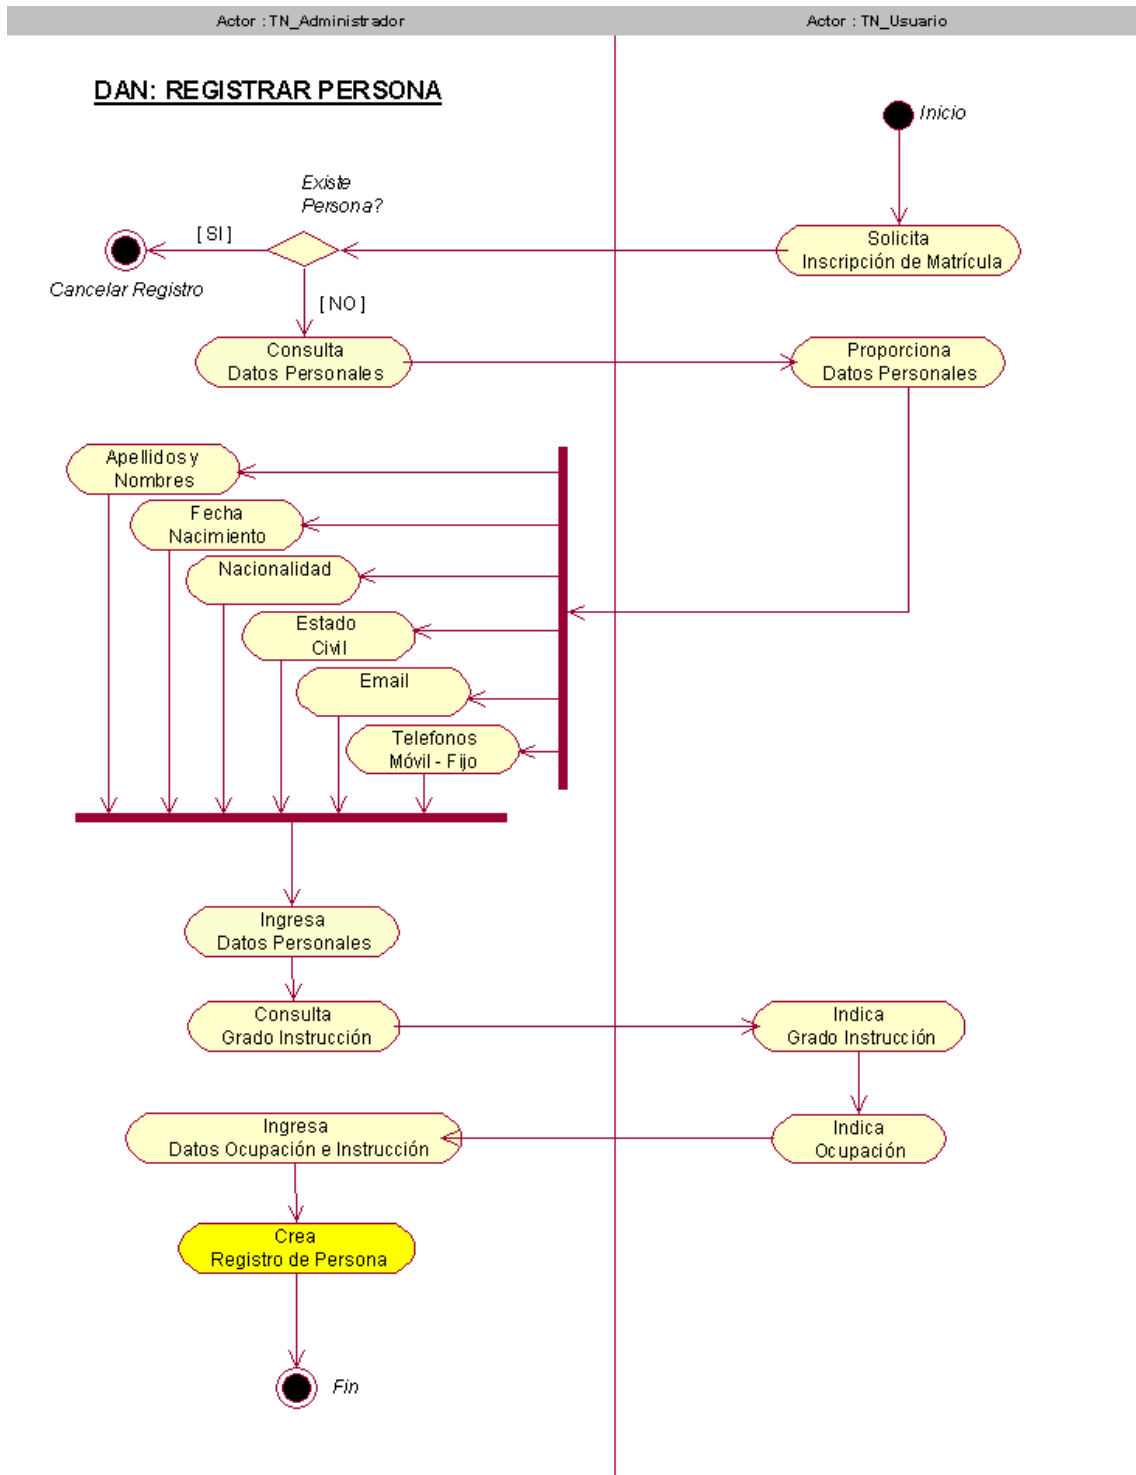 Actor : TN_Administrador
Actor : TN_Usuario
DAN: REGISTRAR PERSONA
Inicio
Existe
Persona?
[ SI ]
Solicita
Inscripción de Matrícula
Cancelar Registro
[ NO ]
Consulta
Datos Personales
Proporciona
Datos Personales
Apellidos y
Nombres
Fecha
Nacimiento
Nacionalidad
Estado
Civil
Email
Telefonos
Móvil - Fijo
Ingresa
Datos Personales
Consulta
Grado Instrucción
Indica
Grado Instrucción
Ingresa
Datos Ocupación e Instrucción
Indica
Ocupación
Crea
Registro de Persona
Fin